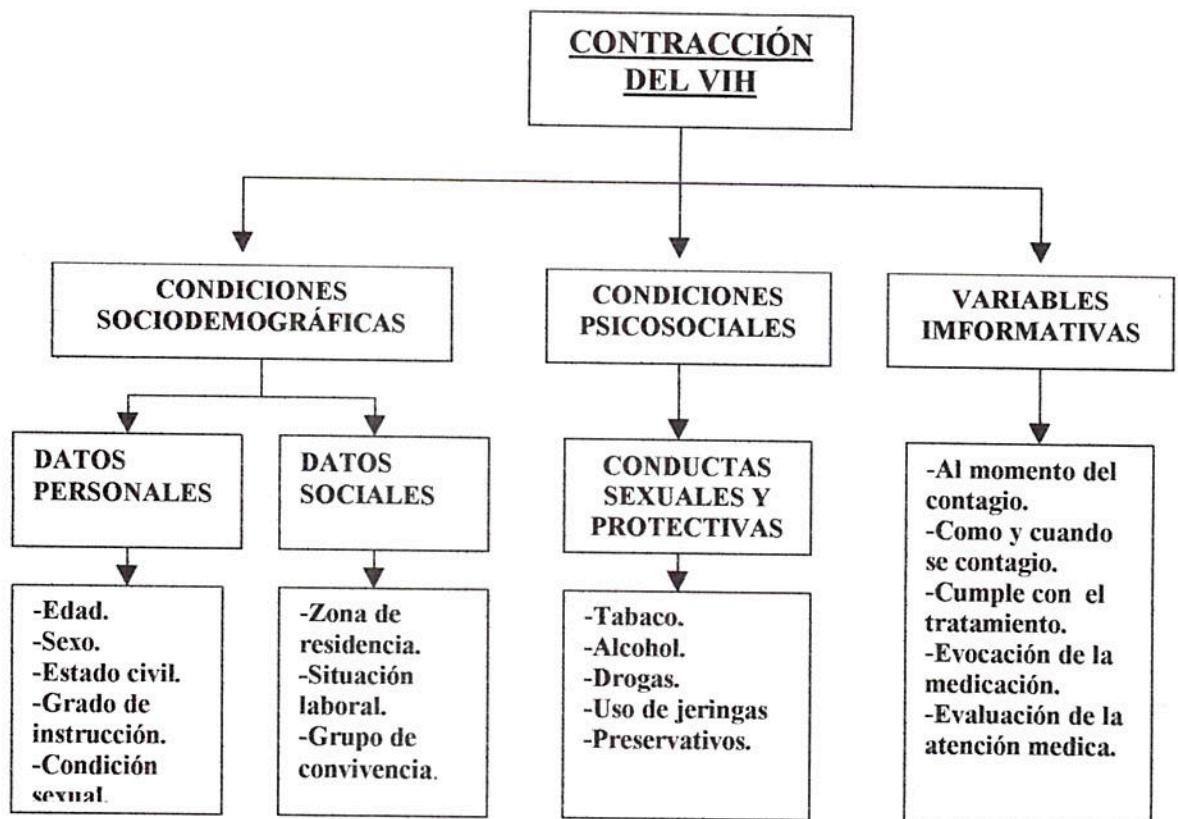 CONTRACCIÓN
DEL VIH
CONDICIONES
SOCIODEMOGRÁFICAS
CONDICIONES
PSICOSOCIALES
VARIABLES
IMFORMATIVAS
DATOS
PERSONALES
DATOS
SOCIALES
CONDUCTAS
SEXUALES Y
PROTECTIVAS
-Al momento del
contagio.
-Como y cuando
se contagio.
-Cumple con el
tratamiento.
-Evocación de la
medicación.
-Evaluación de la
atención medica.
-Edad.
-Sexo.
-Estado civil.
-Grado de
instrucción.
-Condición
sexual.
-Zona de
residencia.
-Situación
laboral.
-Grupo de
convivencia.
-Tabaco.
-Alcohol.
-Drogas.
-Uso de jeringas
-Preservativos.